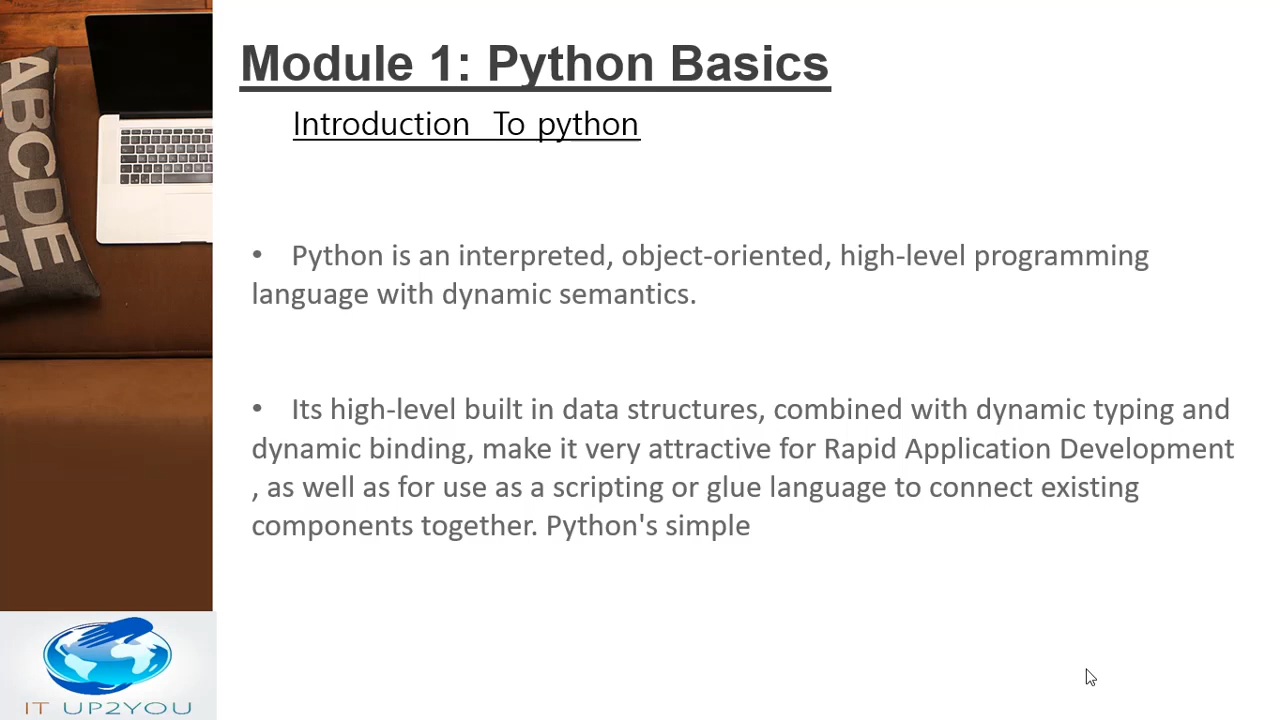 Module 1: Python Basics
Introduction To python
• Python is an interpreted, object-oriented, high-level programming
language with dynamic semantics.
• Its high-level built in data structures, combined with dynamic typing and
dynamic binding, make it very attractive for Rapid Application Development
, as well as for use as a scripting or glue language to connect existing
components together. Python's simple
ABCDE
IT UP2YOU